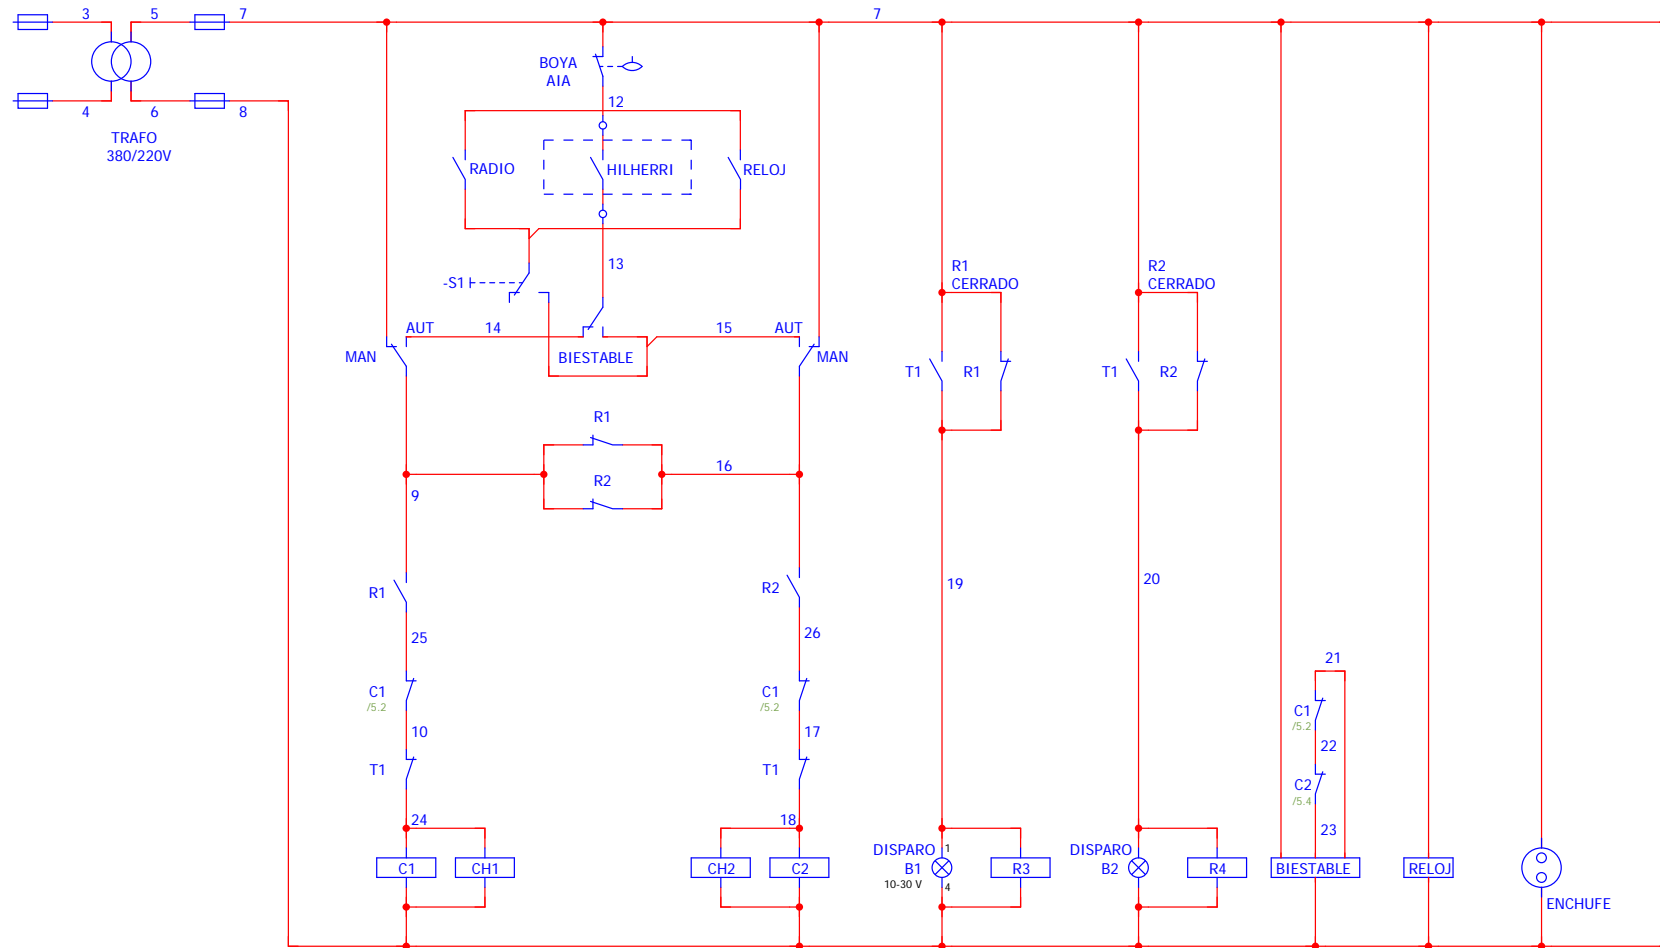 3
5
7
7
4
6
8
TRAFO
380/220V
BOYA
AIA
12
RADIO
HILHERRI
RELOJ
-S1
13
AUT
14
15
AUT
MAN
BIESTABLE
MAN
R1
CERRADO
R2
CERRADO
T1
R1
T1
R2
R1
16
R2
9
R1
R2
19
20
25
26
C1
/5.2
C1
/5.2
10
17
T1
T1
24
18
C1
CH1
CH2
C2
DISPARO
B1
10-30 V
1
4
R3
DISPARO
B2
R4
21
C1
/5.2
22
C2
/5.4
23
BIESTABLE
RELOJ
ENCHUFE